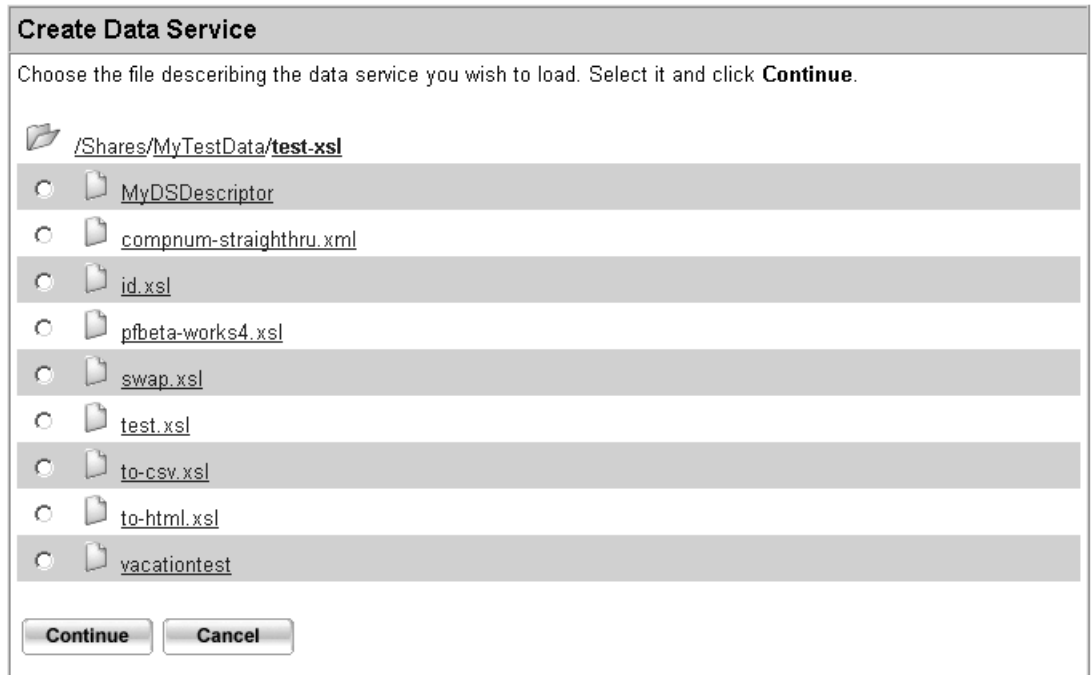 Create Data Service
Choose the file desceribing the data service you wish to load. Select it and click Continue.
/Shares/MyTestData/test-xsl
MyDSDescriptor
compnum-straighthru.xml
id.xsl
pfbeta-works4.xsl
swap.xsl
test.xsl
to-csv.xsl
to-html.xsl
vacationtest
Continue Cancel